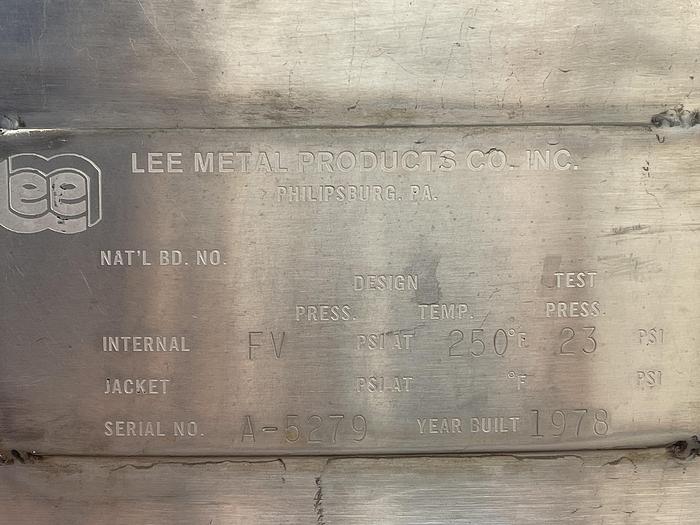 lee
LEE METAL PRODUCTS CO. INC.
PHILIPSBURG, PA.
NAT'L BD. NO.
DESIGN TEST
PRESS. TEMP. PRESS.
INTERNAL FV PSI AT 250°F 23 PSI
JACKET PSI AT °F PSI
SERIAL NO. A-5279 YEAR BUILT 1978